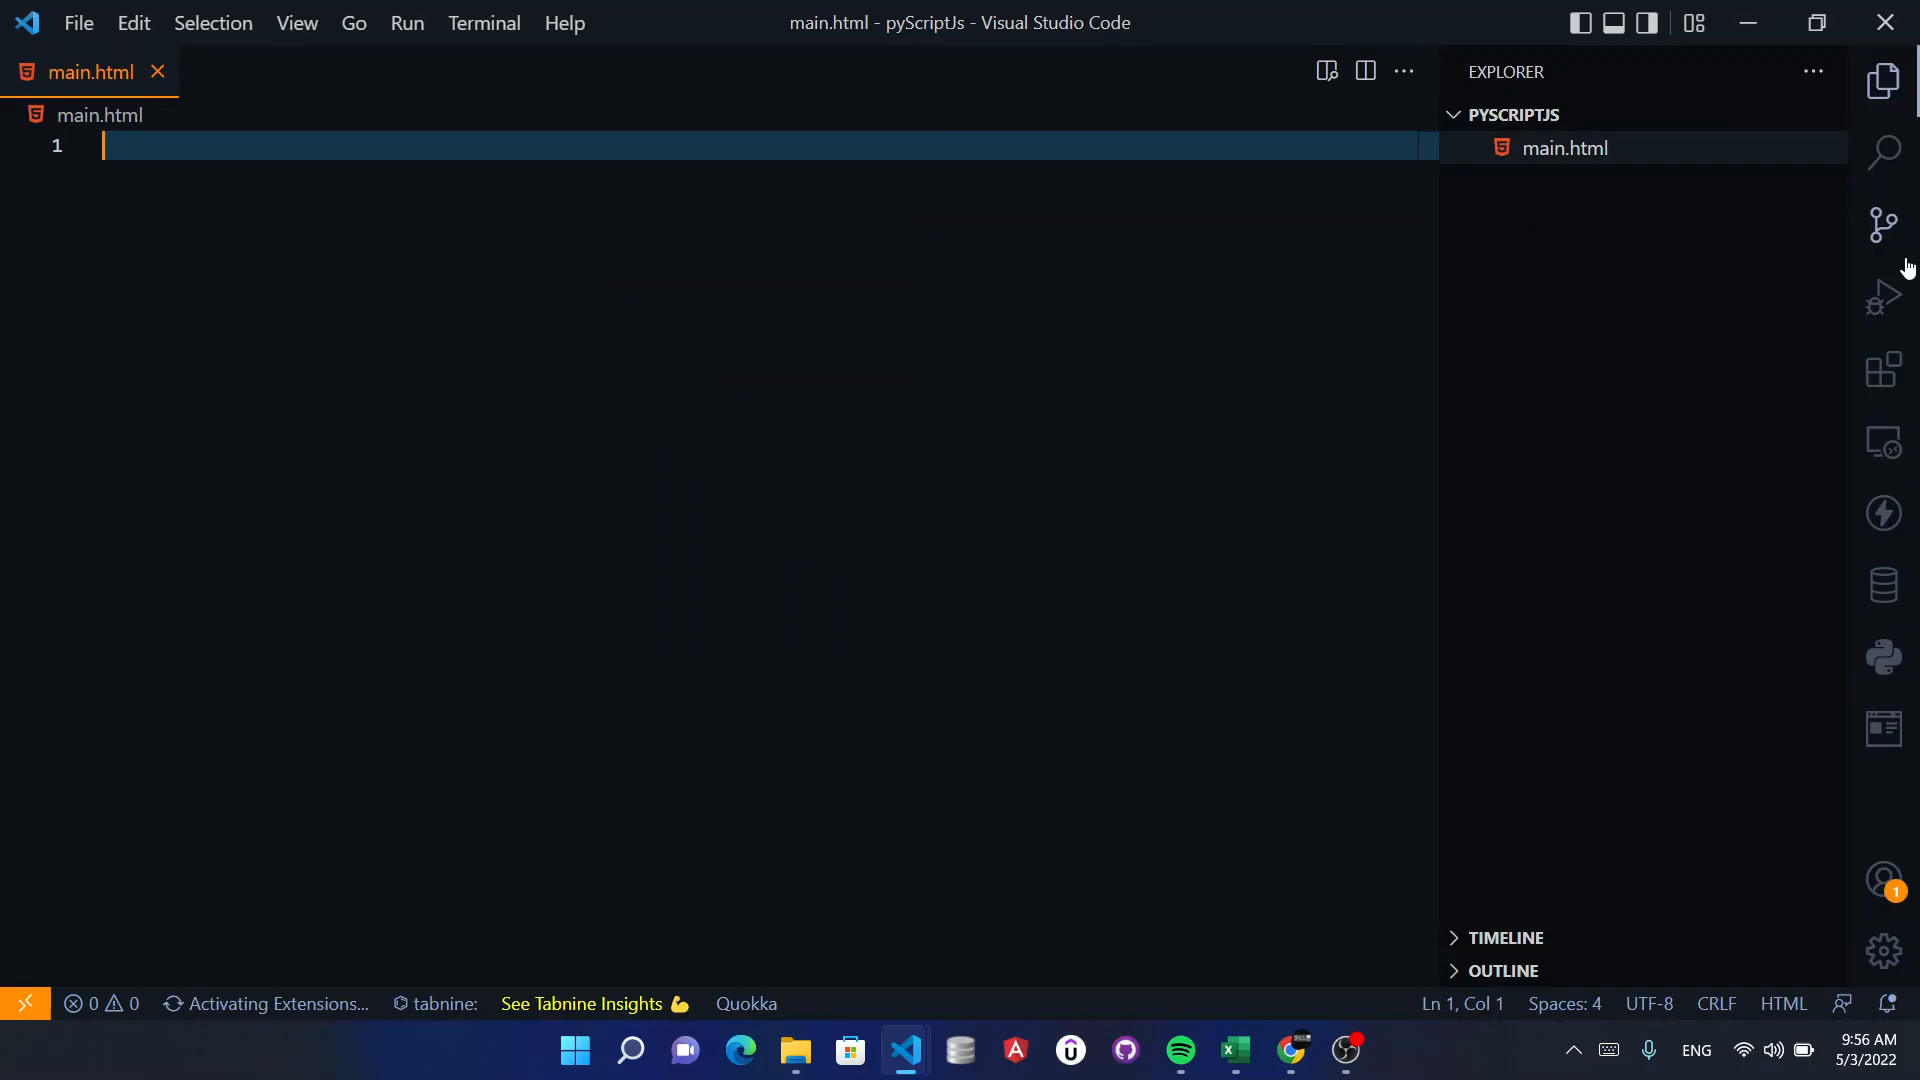 File Edit Selection View Go Run Terminal Help
main.html - pyScriptJs - Visual Studio Code
main.html
EXPLORER
main.html
PYSCRIPTJS
1
main.html
1
TIMELINE
OUTLINE
0 0 Activating Extensions... tabnine: See Tabnine Insights 💪 Quokka
Ln 1, Col 1 Spaces: 4 UTF-8 CRLF HTML
ENG
9:56 AM
5/3/2022